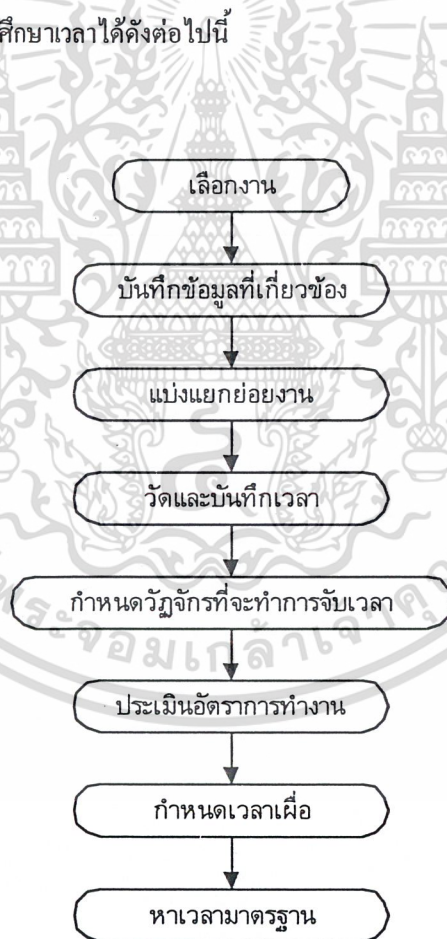 ศึกษาเวลาได้ดังต่อไปนี้
เลือกงาน
บันทึกข้อมูลที่เกี่ยวข้อง
แบ่งแยกย่อยงาน
วัดและบันทึกเวลา
กำหนดวัฏจักรที่จะทำการจับเวลา
ประเมินอัตราการทำงาน
กำหนดเวลาเผื่อ
หาเวลามาตรฐาน